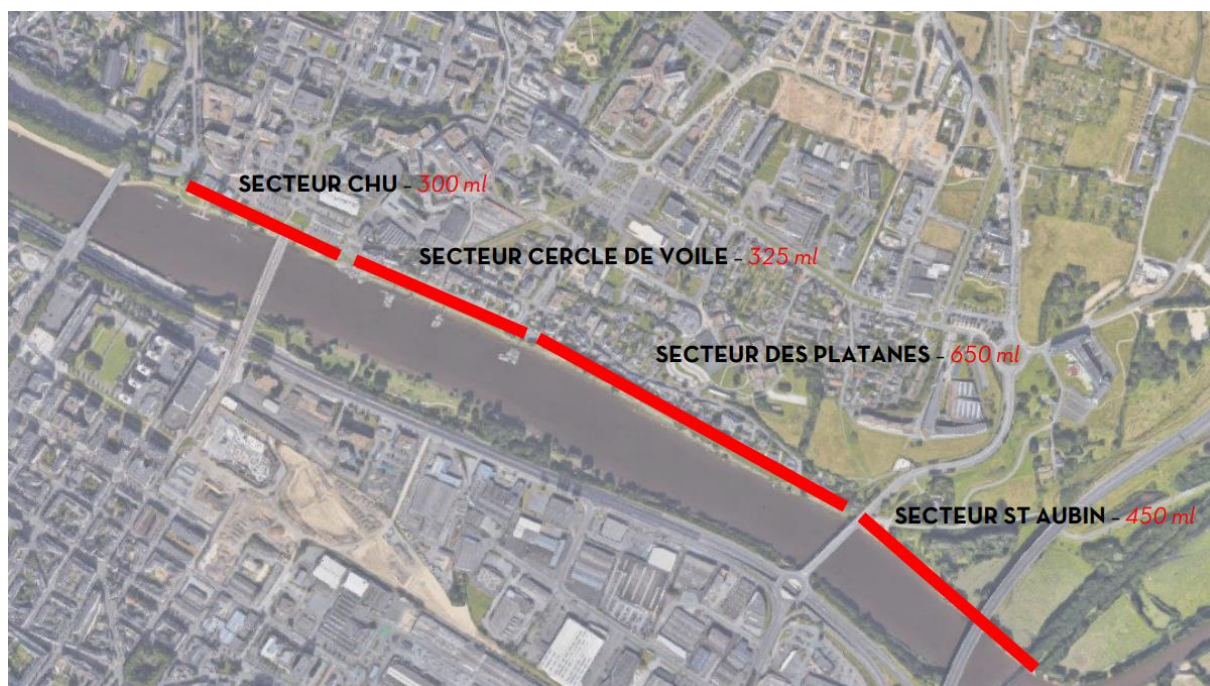 SECTEUR CHU - 300 ml
SECTEUR CERCLE DE VOILE - 325 ml
SECTEUR DES PLATANES - 650 ml
SECTEUR ST AUBIN - 450 ml